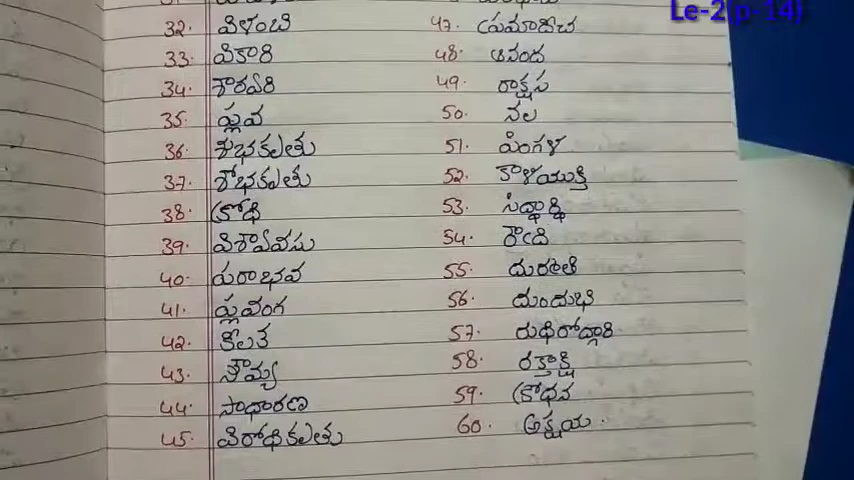 Le-2(p-14)
32. విళంబి
33. వికారి
34. శార్వరి
35. ప్లవ
36. శుభకృతు
37. శోభకృతు
38. క్రోధి
39. విశ్వావసు
40. పరాభవ
41. ప్లవంగ
42. కీలక
43. సౌమ్య
44. సాధారణ
45. విరోధికృతు
47. ప్రమాదీచ
48. ఆనంద
49. రాక్షస
50. నల
51. పింగళ
52. కాళయుక్తి
53. సిద్ధార్థి
54. రౌద్రి
55. దుర్మతి
56. దుందుభి
57. రుధిరోద్గారి
58. రక్తాక్షి
59. క్రోధన
60. అక్షయ.